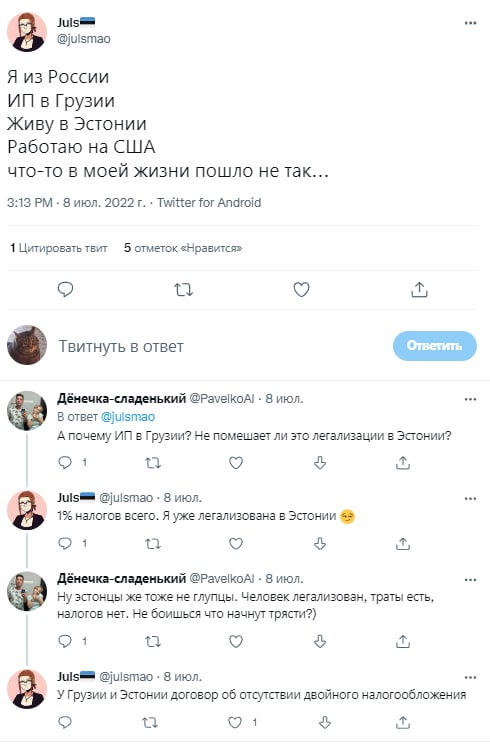 Juls
@julsmao
Я из России
ИП в Грузии
Живу в Эстонии
Работаю на США
что-то в моей жизни пошло не так...
3:13 PM · 8 июл. 2022 г. · Twitter for Android
1 Цитировать твит 5 отметок «Нравится»
Твитнуть в ответ
Ответить
Дёнечка-сладенький @PavelkoAl · 8 июл.
В ответ @julsmao
А почему ИП в Грузии? Не помешает ли это легализации в Эстонии?
1
Juls @julsmao · 8 июл.
1% налогов всего. Я уже легализована в Эстонии 😏
1
Дёнечка-сладенький @PavelkoAl · 8 июл.
Ну эстонцы же тоже не глупцы. Человек легализован, траты есть,
налогов нет. Не боишься что начнут трясти?)
1
Juls @julsmao · 8 июл.
У Грузии и Эстонии договор об отсутствии двойного налогообложения
1